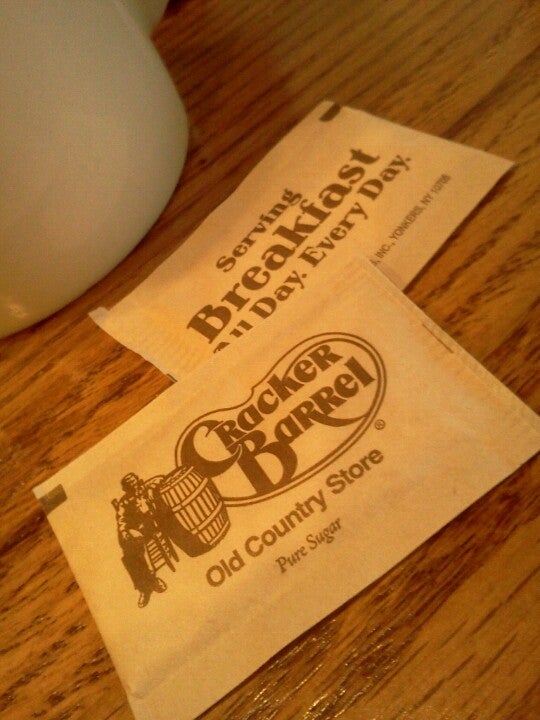 Serving
Breakfast
All Day. Every Day.
INC., YONKERS, NY 10705
Cracker
Barrel
®
Old Country Store
Pure Sugar